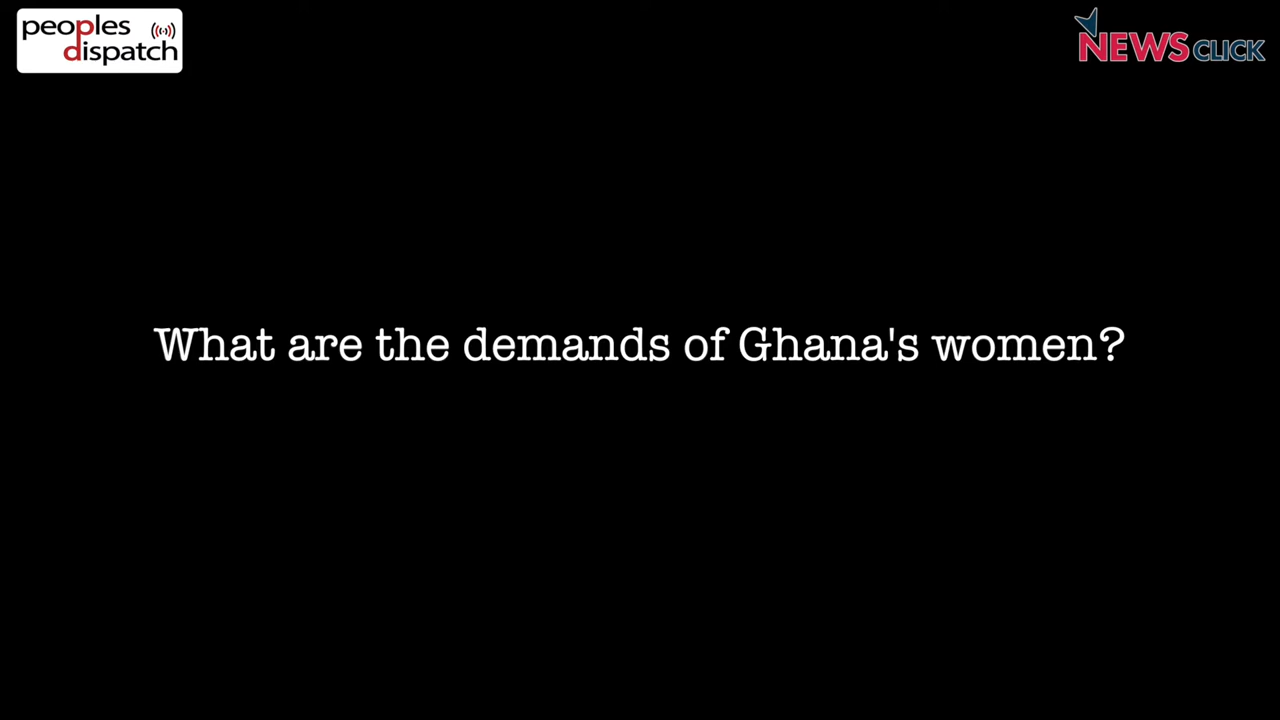 peoples
dispatch
NEWSCLICK
What are the demands of Ghana's women?